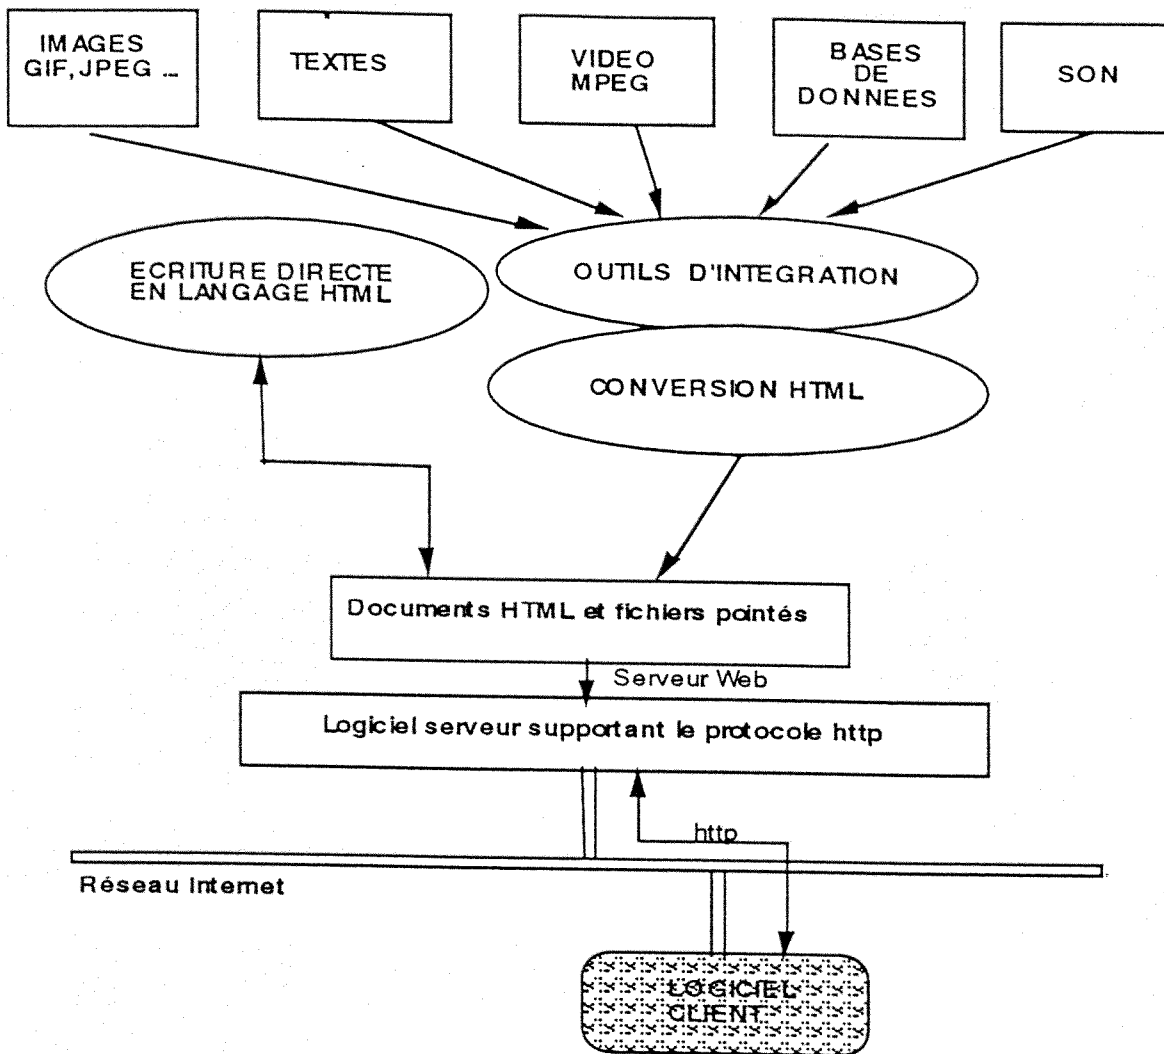 IMAGES
GIF, JPEG ...
TEXTES
VIDEO
MPEG
BASES
DE
DONNEES
SON
ECRITURE DIRECTE
EN LANGAGE HTML
OUTILS D'INTEGRATION
CONVERSION HTML
Documents HTML et fichiers pointés
Serveur Web
Logiciel serveur supportant le protocole http
http
Réseau Internet
LOGICIEL
CLIENT